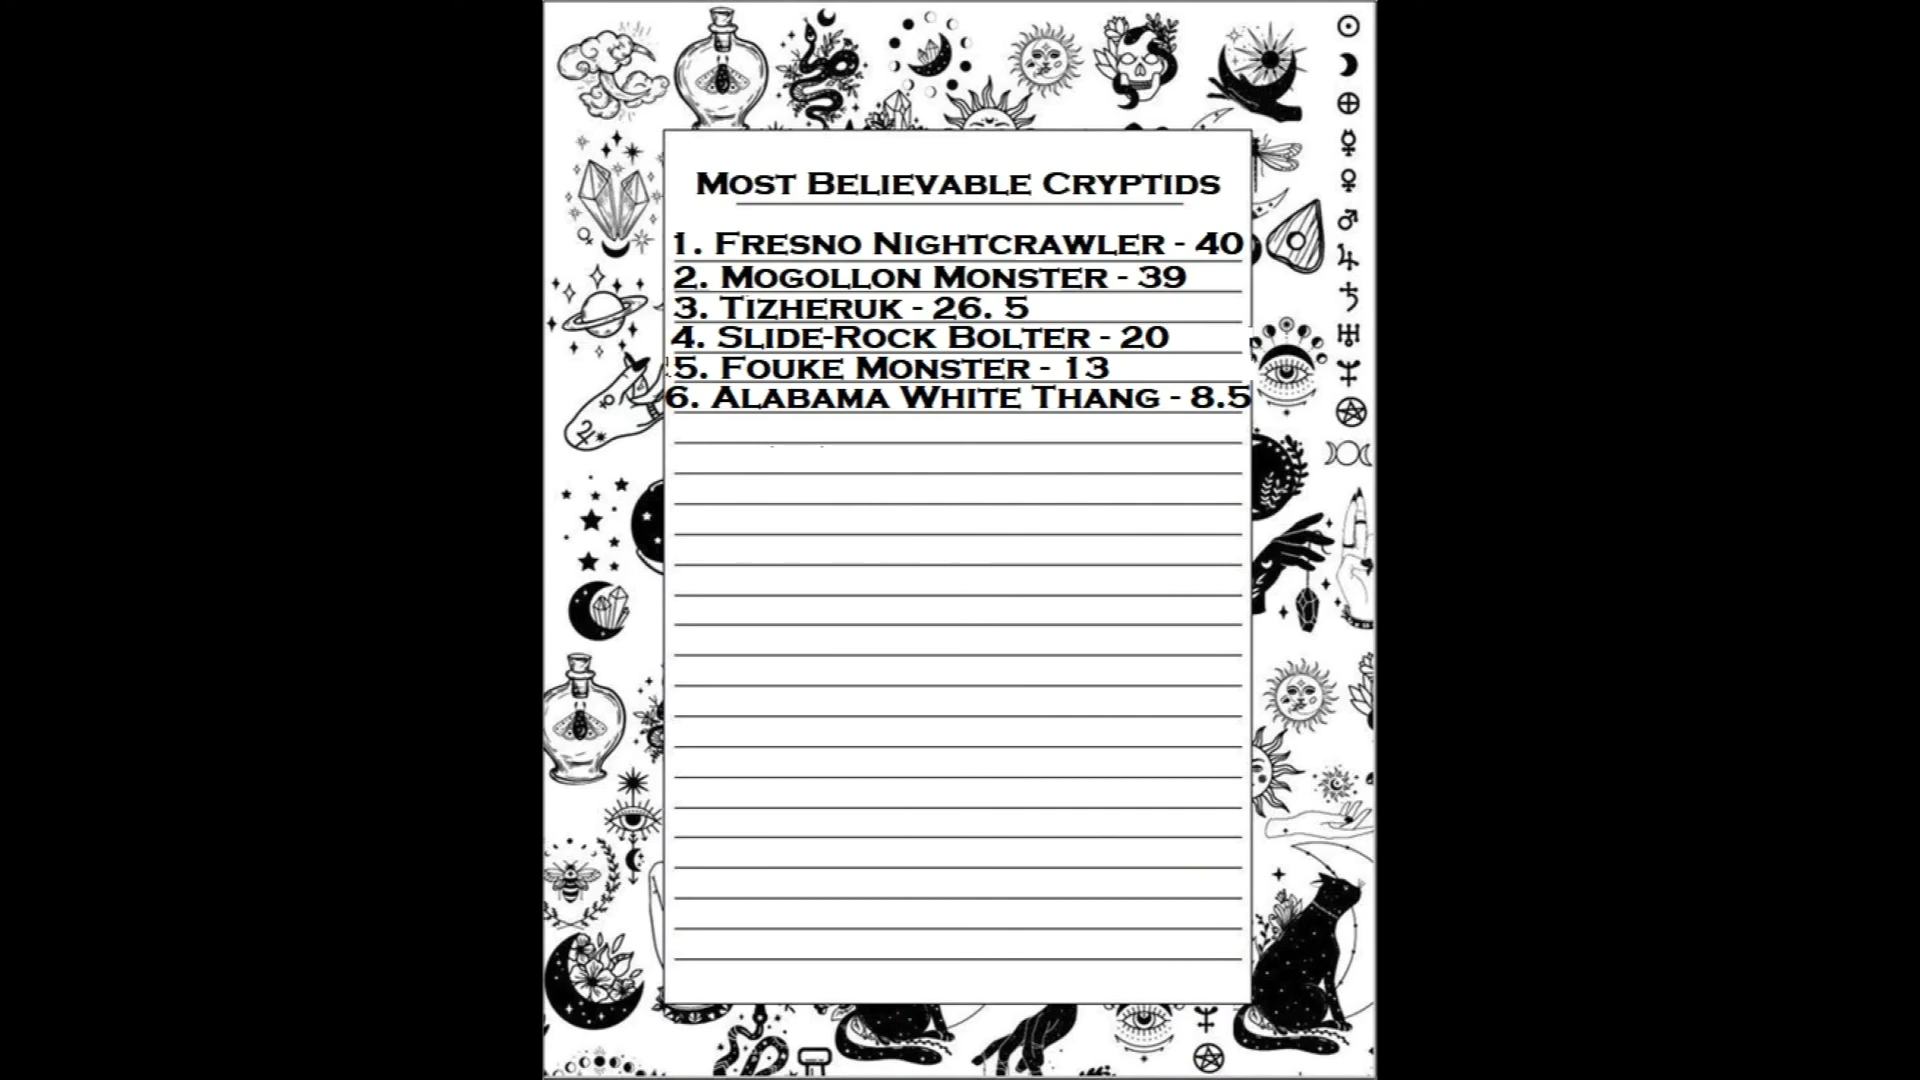 Most Believable Cryptids
1. Fresno Nightcrawler - 40
2. Mogollon Monster - 39
3. Tizheruk - 26. 5
4. Slide-Rock Bolter - 20
5. Fouke Monster - 13
6. Alabama White Thang - 8.5